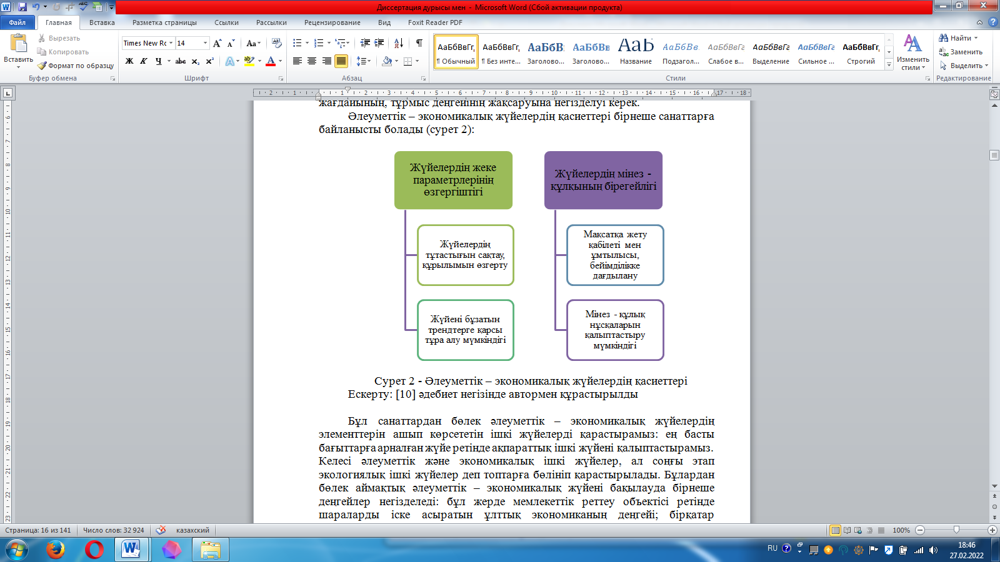 Диссертация дурысы мен - Microsoft Word (Сбой активации продукта)
Файл Главная Вставка Разметка страницы Ссылки Рассылки Рецензирование Вид Foxit Reader PDF
Вставить
Вырезать
Копировать
Формат по образцу
Буфер обмена
Times New Rc 14
Ж К Ч abc x₂ x²
Шрифт
Абзац
АаБбВвГг, АаБбВвГг, АаБбВ АаБбВв АаБ АаБбВв. АаБбВвГг АаБбВвГг АаБбВвГг АаБбВвГг,
¶ Обычный ¶ Без инте... Заголово... Заголово... Название Подзагол... Слабое в... Выделение Сильное ... Строгий
Стили
Изменить
стили
Найти
Заменить
Выделить
Редактирование
жағдайының, тұрмыс деңгейінің жақсаруына негізделуі керек.
Әлеуметтік – экономикалық жүйелердің қасиеттері бірнеше санаттарға
байланысты болады (сурет 2):
Жүйелердің жеке
параметрлерінің
өзгергіштігі
Жүйелердің
тұтастығын сақтау,
құрылымын өзгерту
Жүйені бұзатын
трендтерге қарсы
тұра алу мүмкіндігі
Жүйелердің мінез -
құлқының бірегейлігі
Мақсатқа жету
қабілеті мен
ұмтылысы,
бейімділікке
дағдылану
Мінез - құлық
нұсқаларын
қалыптастыру
мүмкіндігі
Сурет 2 - Әлеуметтік – экономикалық жүйелердің қасиеттері
Ескерту: [10] әдебиет негізінде автормен құрастырылды
Бұл санаттардан бөлек әлеуметтік – экономикалық жүйелердің
элементтерін ашып көрсететін ішкі жүйелерді қарастырамыз: ең басты
бағыттарға арналған жүйе ретінде ақпараттық ішкі жүйені қалыптастырамыз.
Келесі әлеуметтік және экономикалық ішкі жүйелер, ал соңғы этап
экологиялық ішкі жүйелер деп топтарға бөлініп қарастырылады. Бұлардан
бөлек аймақтық әлеуметтік – экономикалық жүйені бақылауда бірнеше
деңгейлер негізделеді: бұл жерде мемлекеттік реттеу объектісі ретінде
шараларды іске асыратын ұлттық экономиканың деңгейі; бірқатар
Страница: 16 из 141 Число слов: 32 924 казахский 100%
RU 18:46
27.02.2022